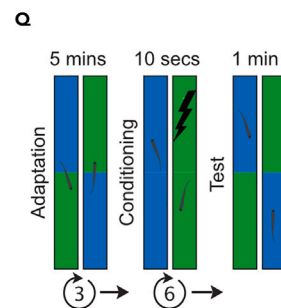 Q
5 mins
10 secs
1 min
Adaptation
Conditioning
Test
3
6